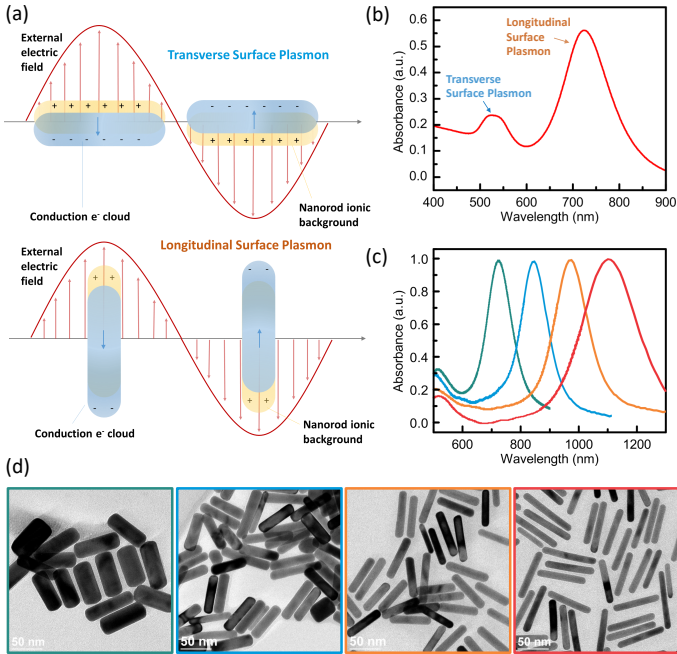 (a)
External
electric
field
Transverse Surface Plasmon
+ + + + + +
- - - - - -
- - - - - -
+ + + + + + +
Conduction e- cloud
Nanorod ionic
background
External
electric
field
Longitudinal Surface Plasmon
+ +
- -
- -
+ +
Conduction e- cloud
Nanorod ionic
background
(b)
Longitudinal
Surface
Plasmon
Transverse
Surface Plasmon
Absorbance (a.u.)
0.6
0.5
0.4
0.3
0.2
0.1
0.0
400 500 600 700 800 900
Wavelength (nm)
(c)
Absorbance (a.u.)
1.0
0.8
0.6
0.4
0.2
0.0
600 800 1000 1200
Wavelength (nm)
(d)
50 nm
50 nm
50 nm
50 nm